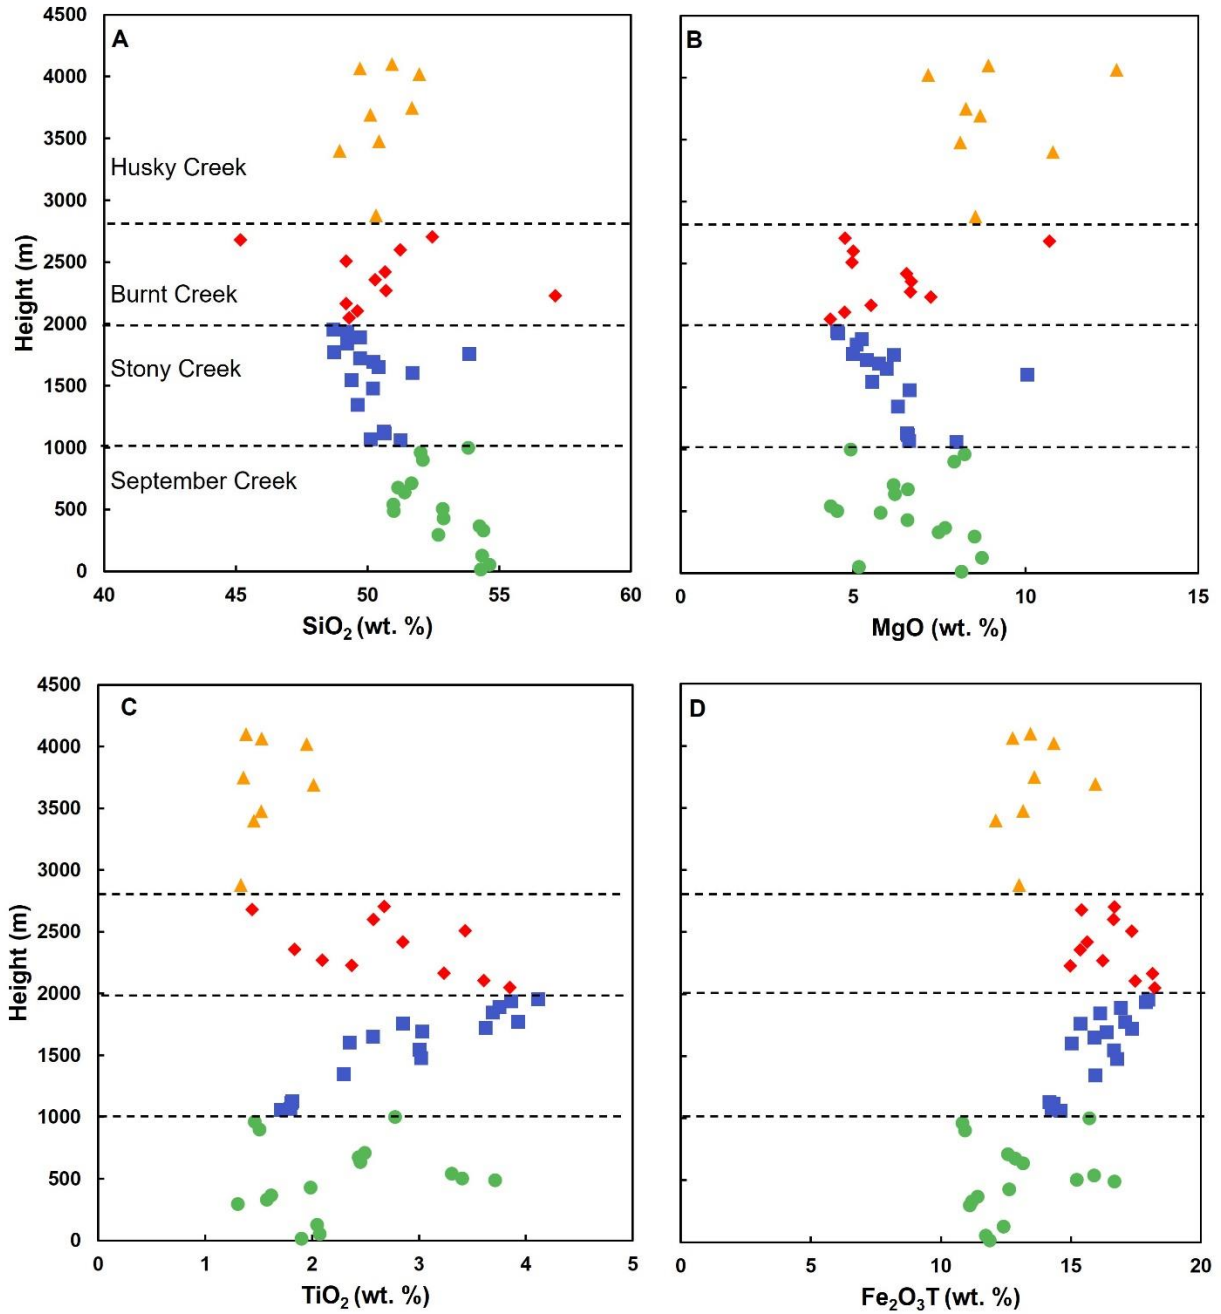 A
4500
4000
3500
3000
2500
2000
1500
1000
500
0
Height (m)
Husky Creek
Burnt Creek
Stony Creek
September Creek
40 45 50 55 60
SiO₂ (wt. %)
B
0 5 10 15
MgO (wt. %)
C
4500
4000
3500
3000
2500
2000
1500
1000
500
0
Height (m)
0 1 2 3 4 5
TiO₂ (wt. %)
D
0 5 10 15 20
Fe₂O₃T (wt. %)